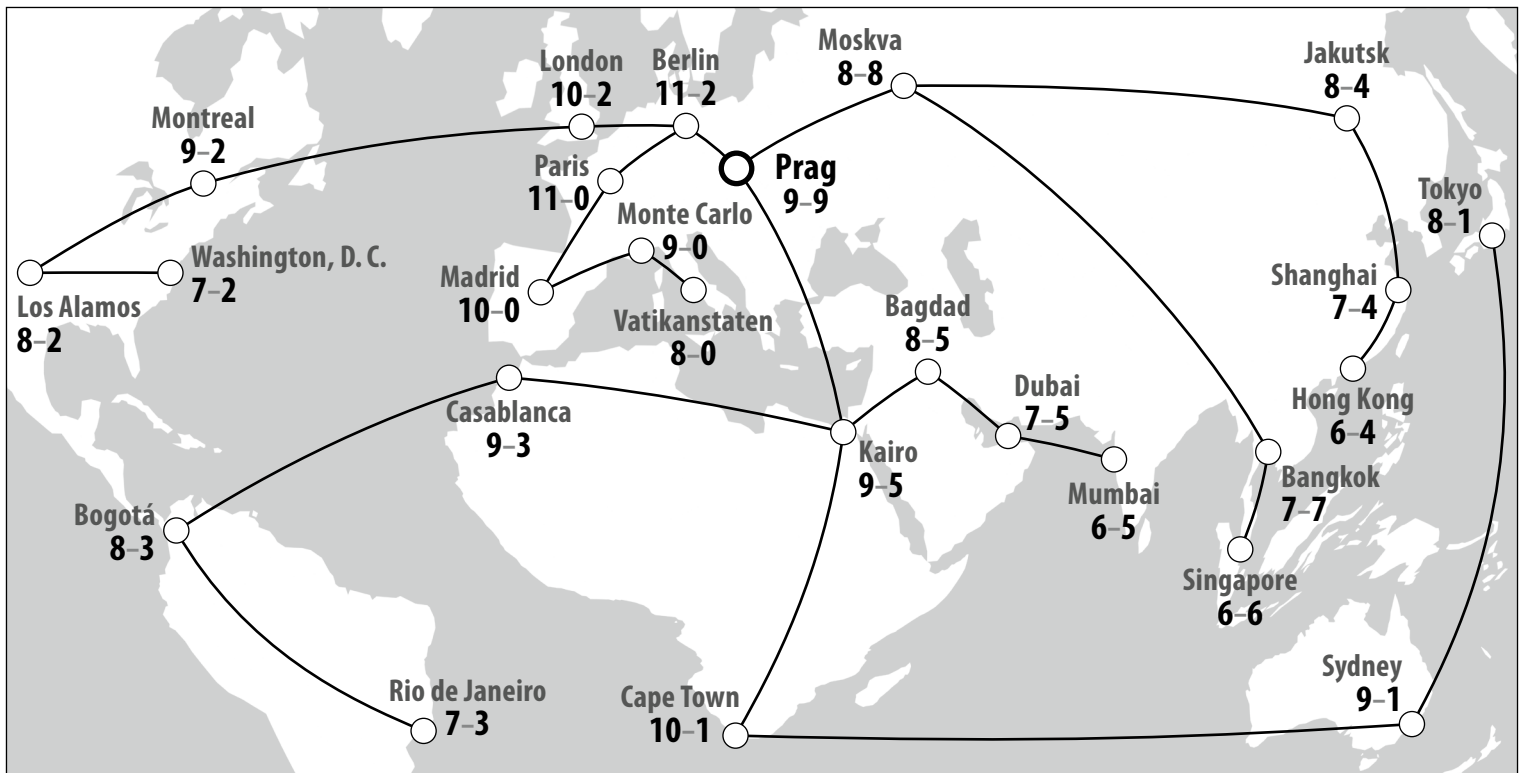 Moskva
8–8
London
10–2
Berlin
11–2
Jakutsk
8–4
Montreal
9–2
Paris
11–0
Prag
9–9
Tokyo
8–1
Monte Carlo
9–0
Washington, D. C.
7–2
Madrid
10–0
Shanghai
7–4
Los Alamos
8–2
Vatikanstaten
8–0
Bagdad
8–5
Dubai
7–5
Casablanca
9–3
Hong Kong
6–4
Kairo
9–5
Bangkok
7–7
Mumbai
6–5
Bogotá
8–3
Singapore
6–6
Sydney
9–1
Rio de Janeiro
7–3
Cape Town
10–1